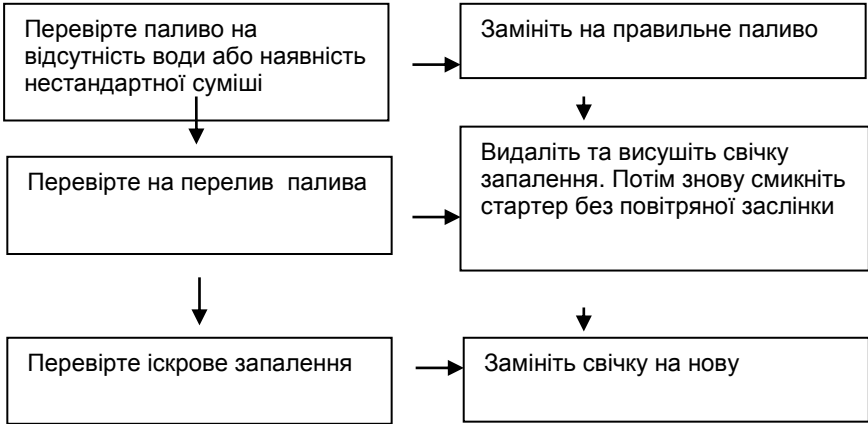 Перевірте паливо на
відсутність води або наявність
нестандартної суміші
Замініть на правильне паливо
Перевірте на перелив палива
Видаліть та висушіть свічку
запалення. Потім знову смикніть
стартер без повітряної заслінки
Перевірте іскрове запалення
Замініть свічку на нову